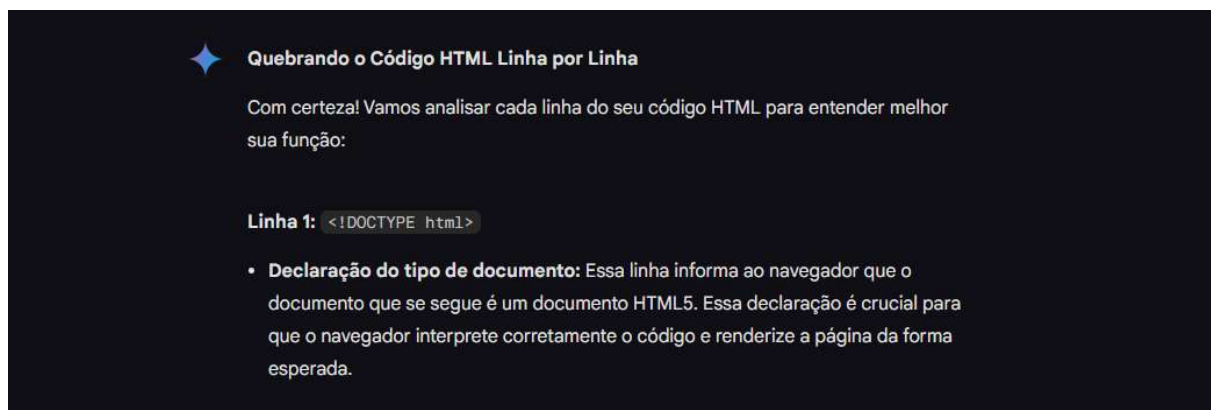 Quebrando o Código HTML Linha por Linha
Com certeza! Vamos analisar cada linha do seu código HTML para entender melhor
sua função:
Linha 1: <!DOCTYPE html>
• Declaração do tipo de documento: Essa linha informa ao navegador que o
documento que se segue é um documento HTML5. Essa declaração é crucial para
que o navegador interprete corretamente o código e renderize a página da forma
esperada.